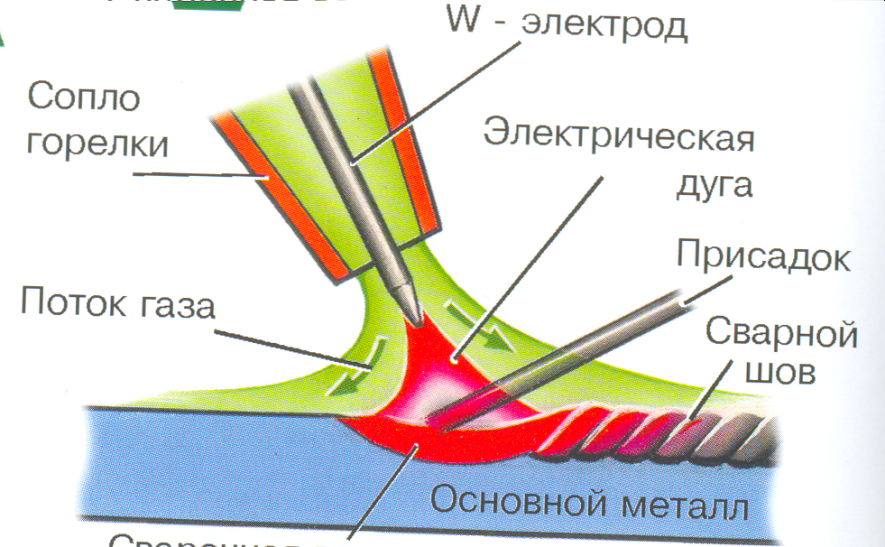 W - электрод
Сопло
горелки
Электрическая
дуга
Присадок
Поток газа
Сварной
шов
Основной металл